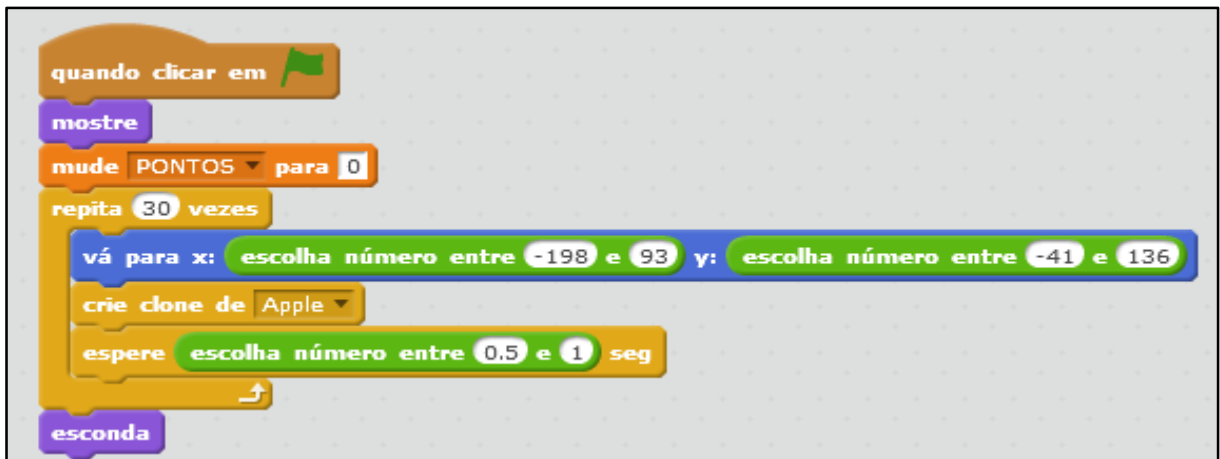 quando clicar em
mostre
mude PONTOS para 0
repita 30 vezes
vá para x: escolha número entre -198 e 93 y: escolha número entre -41 e 136
crie clone de Apple
espere escolha número entre 0.5 e 1 seg
esconda